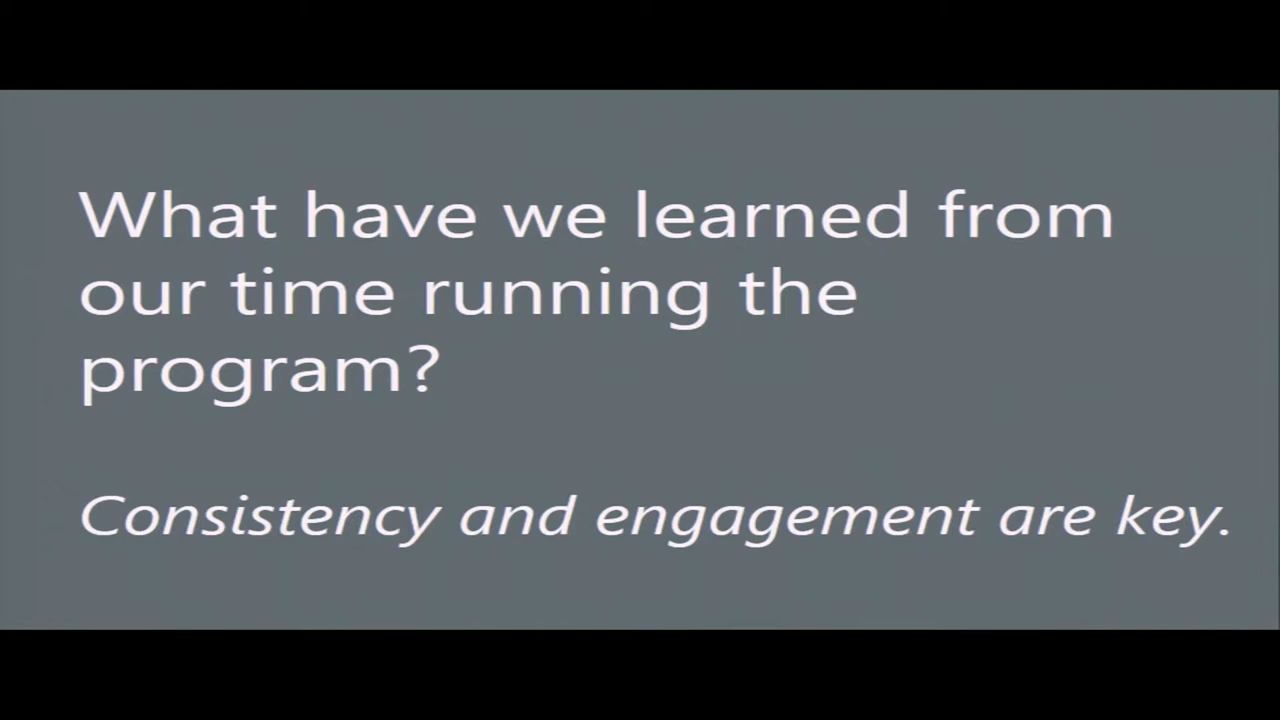 What have we learned from
our time running the
program?
Consistency and engagement are key.